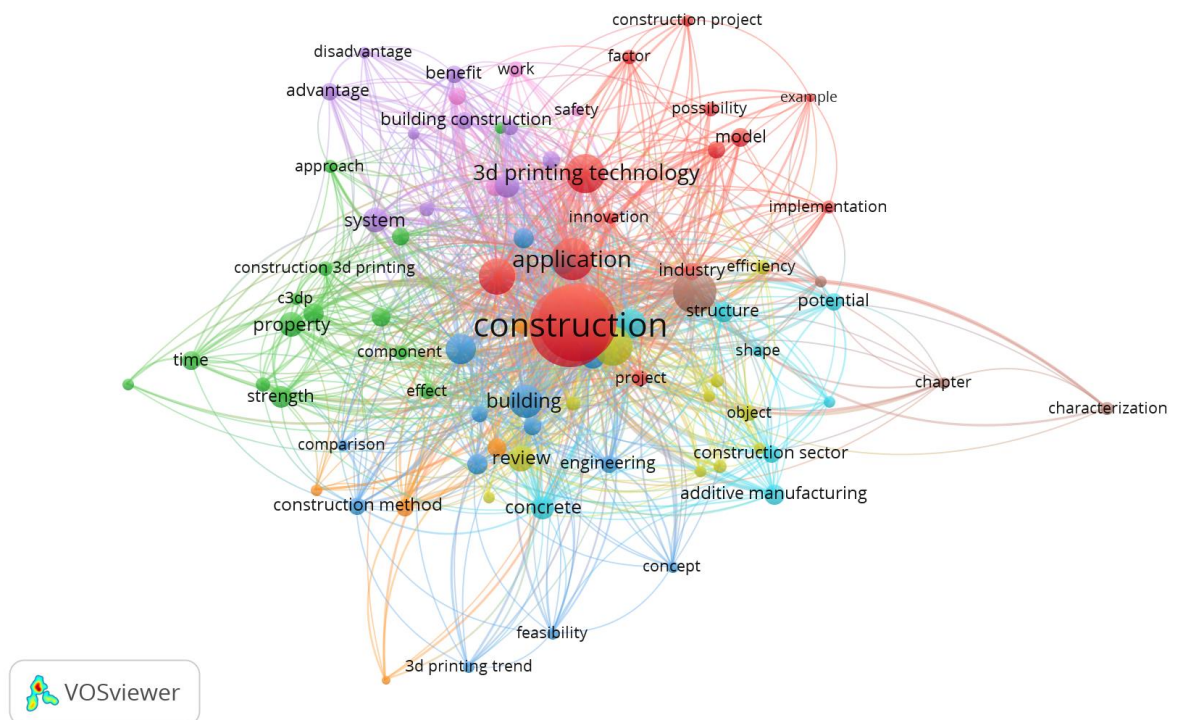 construction project
disadvantage
factor
benefit
work
advantage
example
safety
possibility
building construction
model
approach
3d printing technology
implementation
innovation
system
application
construction 3d printing
industry
efficiency
c3dp
potential
structure
property
construction
component
shape
time
project
chapter
effect
strength
building
characterization
object
comparison
construction sector
review
engineering
additive manufacturing
construction method
concrete
concept
feasibility
3d printing trend
VOSviewer